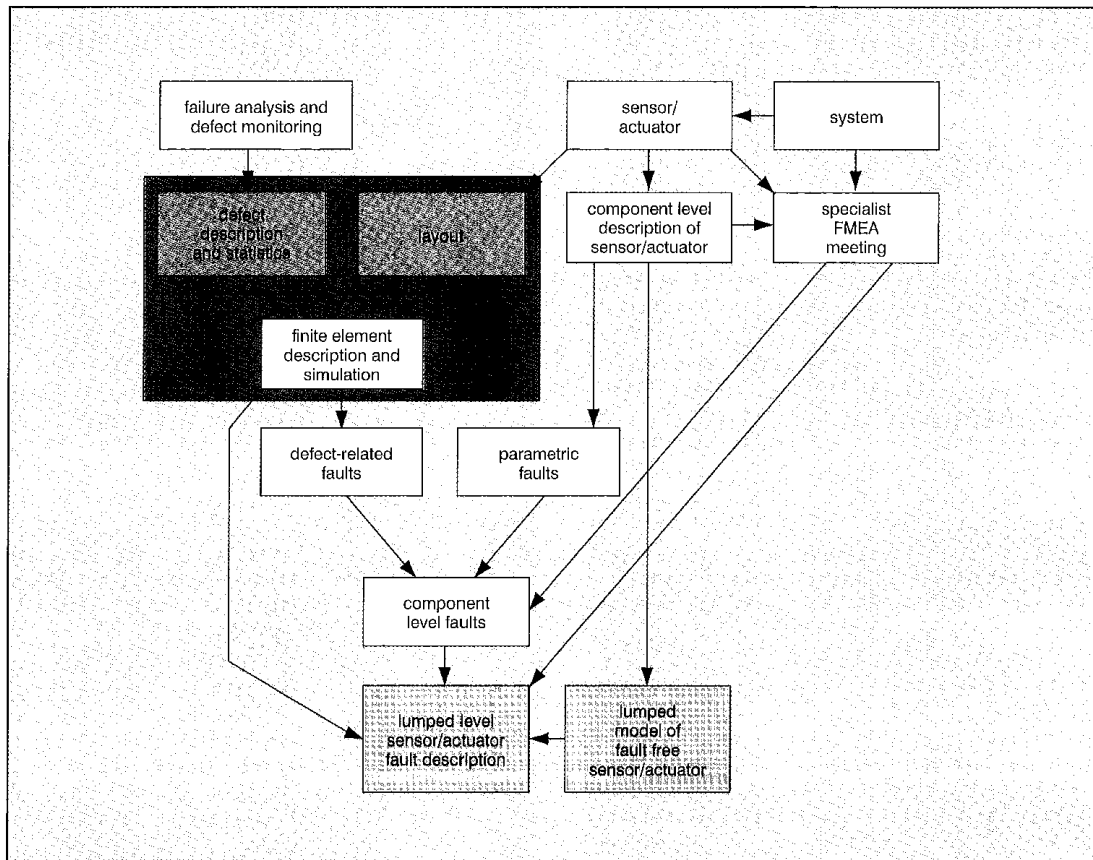 failure analysis and
defect monitoring
sensor/
actuator
system
defect
description
and statistics
layout
component level
description of
sensor/actuator
specialist
FMEA
meeting
finite element
description and
simulation
defect-related
faults
parametric
faults
component
level faults
lumped level
sensor/actuator
fault description
lumped
model of
fault free
sensor/actuator